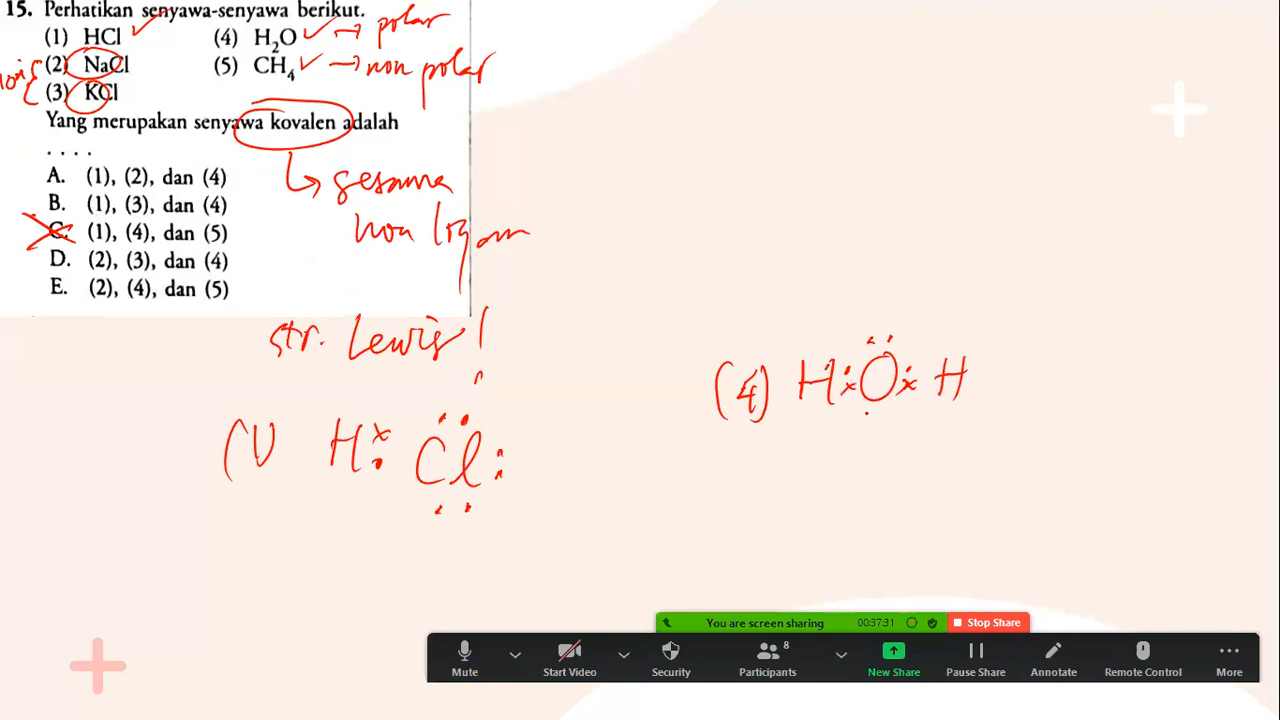 15. Perhatikan senyawa-senyawa berikut.
(1) HCl (4) H₂O → polar
(2) NaCl (5) CH₄ → non polar
(3) KCl
Yang merupakan senyawa kovalen adalah
. . . .
→ sesama
non logam
A. (1), (2), dan (4)
B. (1), (3), dan (4)
C. (1), (4), dan (5)
D. (2), (3), dan (4)
E. (2), (4), dan (5)
str. Lewis !
(1) H Cl
(4) H O H
You are screen sharing 00:37:31 Stop Share
Mute Start Video Security Participants 8 New Share Pause Share Annotate Remote Control More